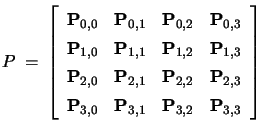 P = [ P0,0 P0,1 P0,2 P0,3
P1,0 P1,1 P1,2 P1,3
P2,0 P2,1 P2,2 P2,3
P3,0 P3,1 P3,2 P3,3 ]